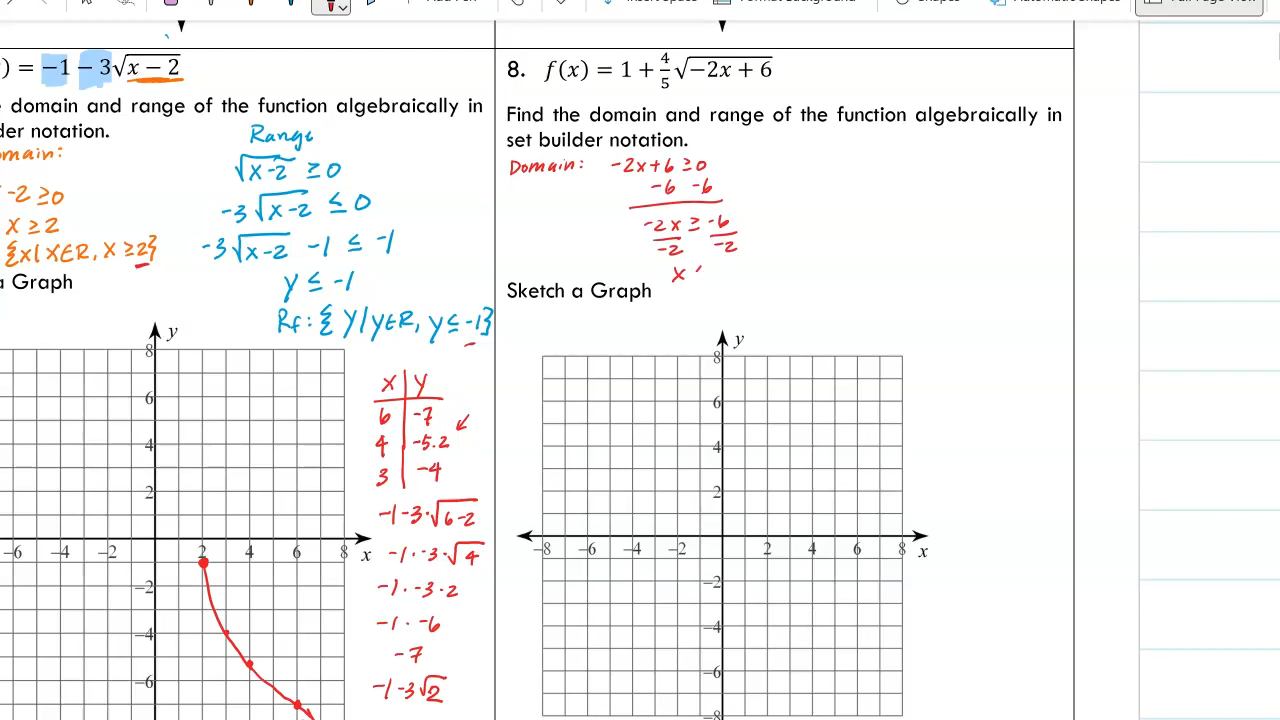 ) = −1 − 3√x − 2
e domain and range of the function algebraically in
der notation.
main:
-2 ≥0
x ≥ 2
{x| x∈R, x ≥2}
a Graph
Range
√x-2 ≥ 0
-3√x-2 ≤ 0
-3√x-2 -1 ≤ -1
y ≤ -1
Rf: { y/y∈R, y ≤ -1}
y
8
6
4
2
−6 −4 −2 2 4 6 8 x
−2
−4
−6
x y
6 -7
4 -5.2
3 -4
-1-3·√6-2
-1·-3·√4
-1·-3·2
-1·-6
-7
-1-3√2
8. f(x) = 1 + 4/5 √−2x + 6
Find the domain and range of the function algebraically in
set builder notation.
Domain: -2x+6 ≥0
-6 -6
-2x ≥ -6
-2 -2
x
Sketch a Graph
y
8
6
4
2
−8 −6 −4 −2 2 4 6 8 x
−2
−4
−6
−8